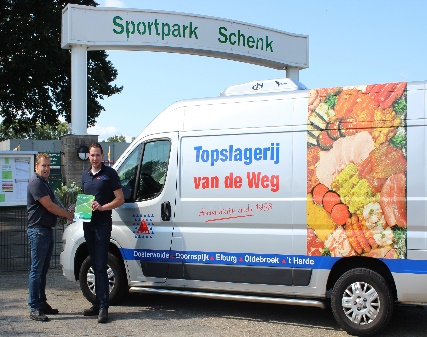 Sportpark Schenk
Topslagerij
van de Weg
Oosterwolde Doornspijk Elburg Oldebroek 't Harde